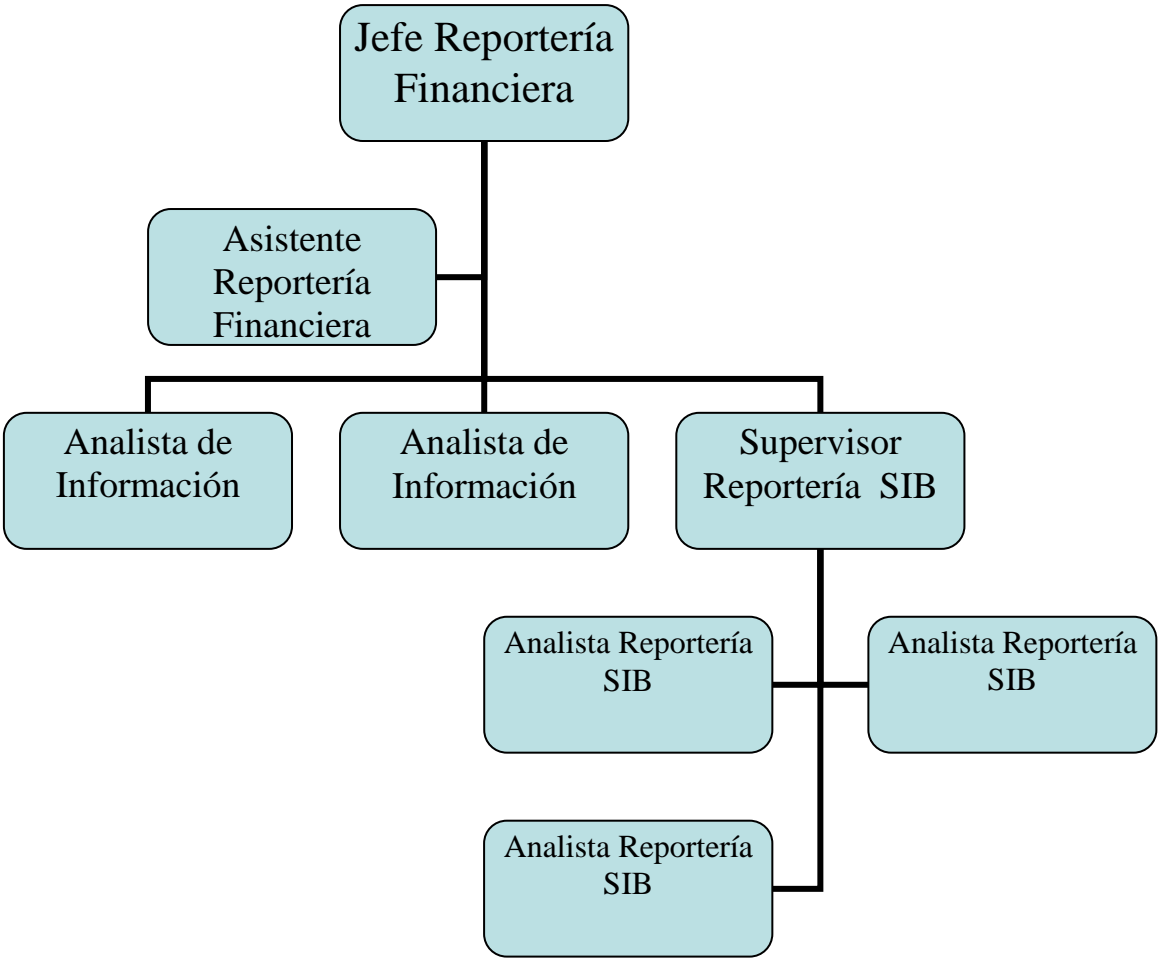 Jefe Reportería
Financiera
Asistente
Reportería
Financiera
Analista de
Información
Analista de
Información
Supervisor
Reportería  SIB
Analista Reportería
SIB
Analista Reportería
SIB
Analista Reportería
SIB